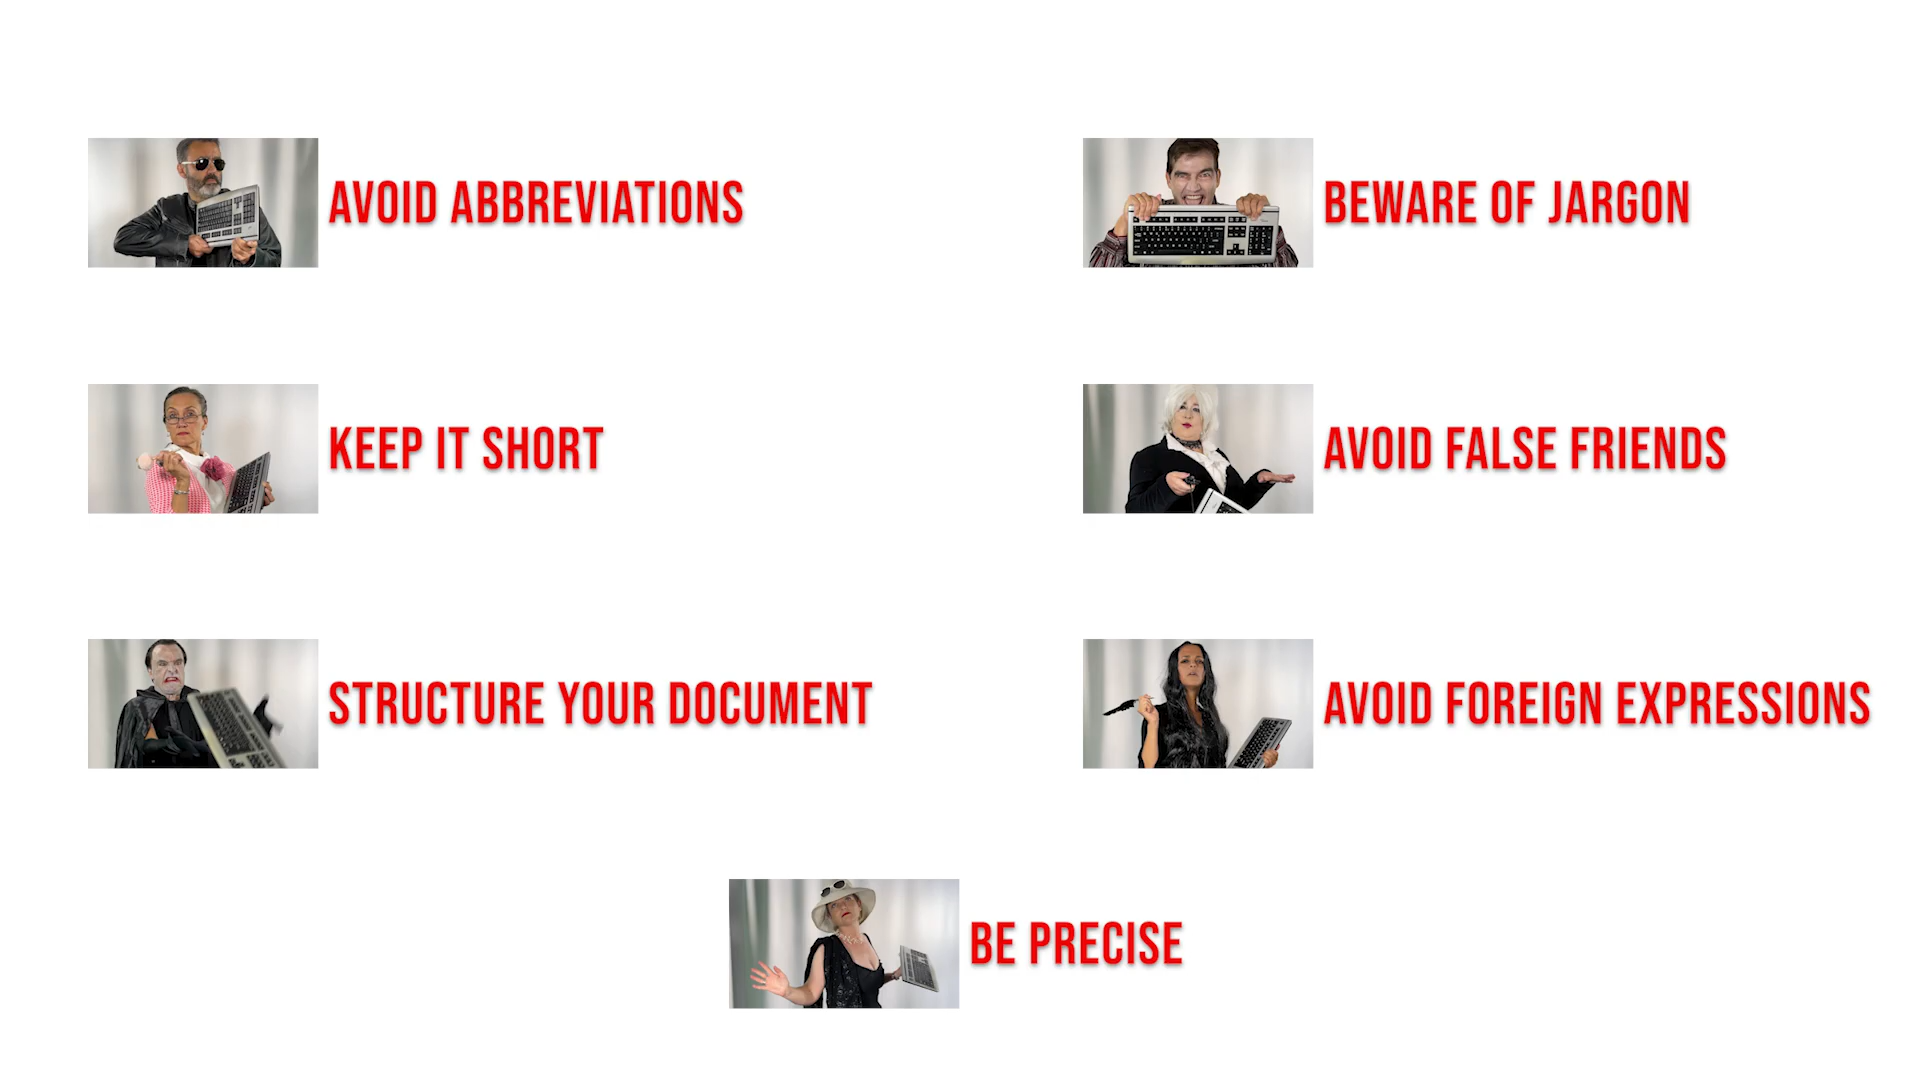 AVOID ABBREVIATIONS
BEWARE OF JARGON
KEEP IT SHORT
AVOID FALSE FRIENDS
STRUCTURE YOUR DOCUMENT
AVOID FOREIGN EXPRESSIONS
BE PRECISE